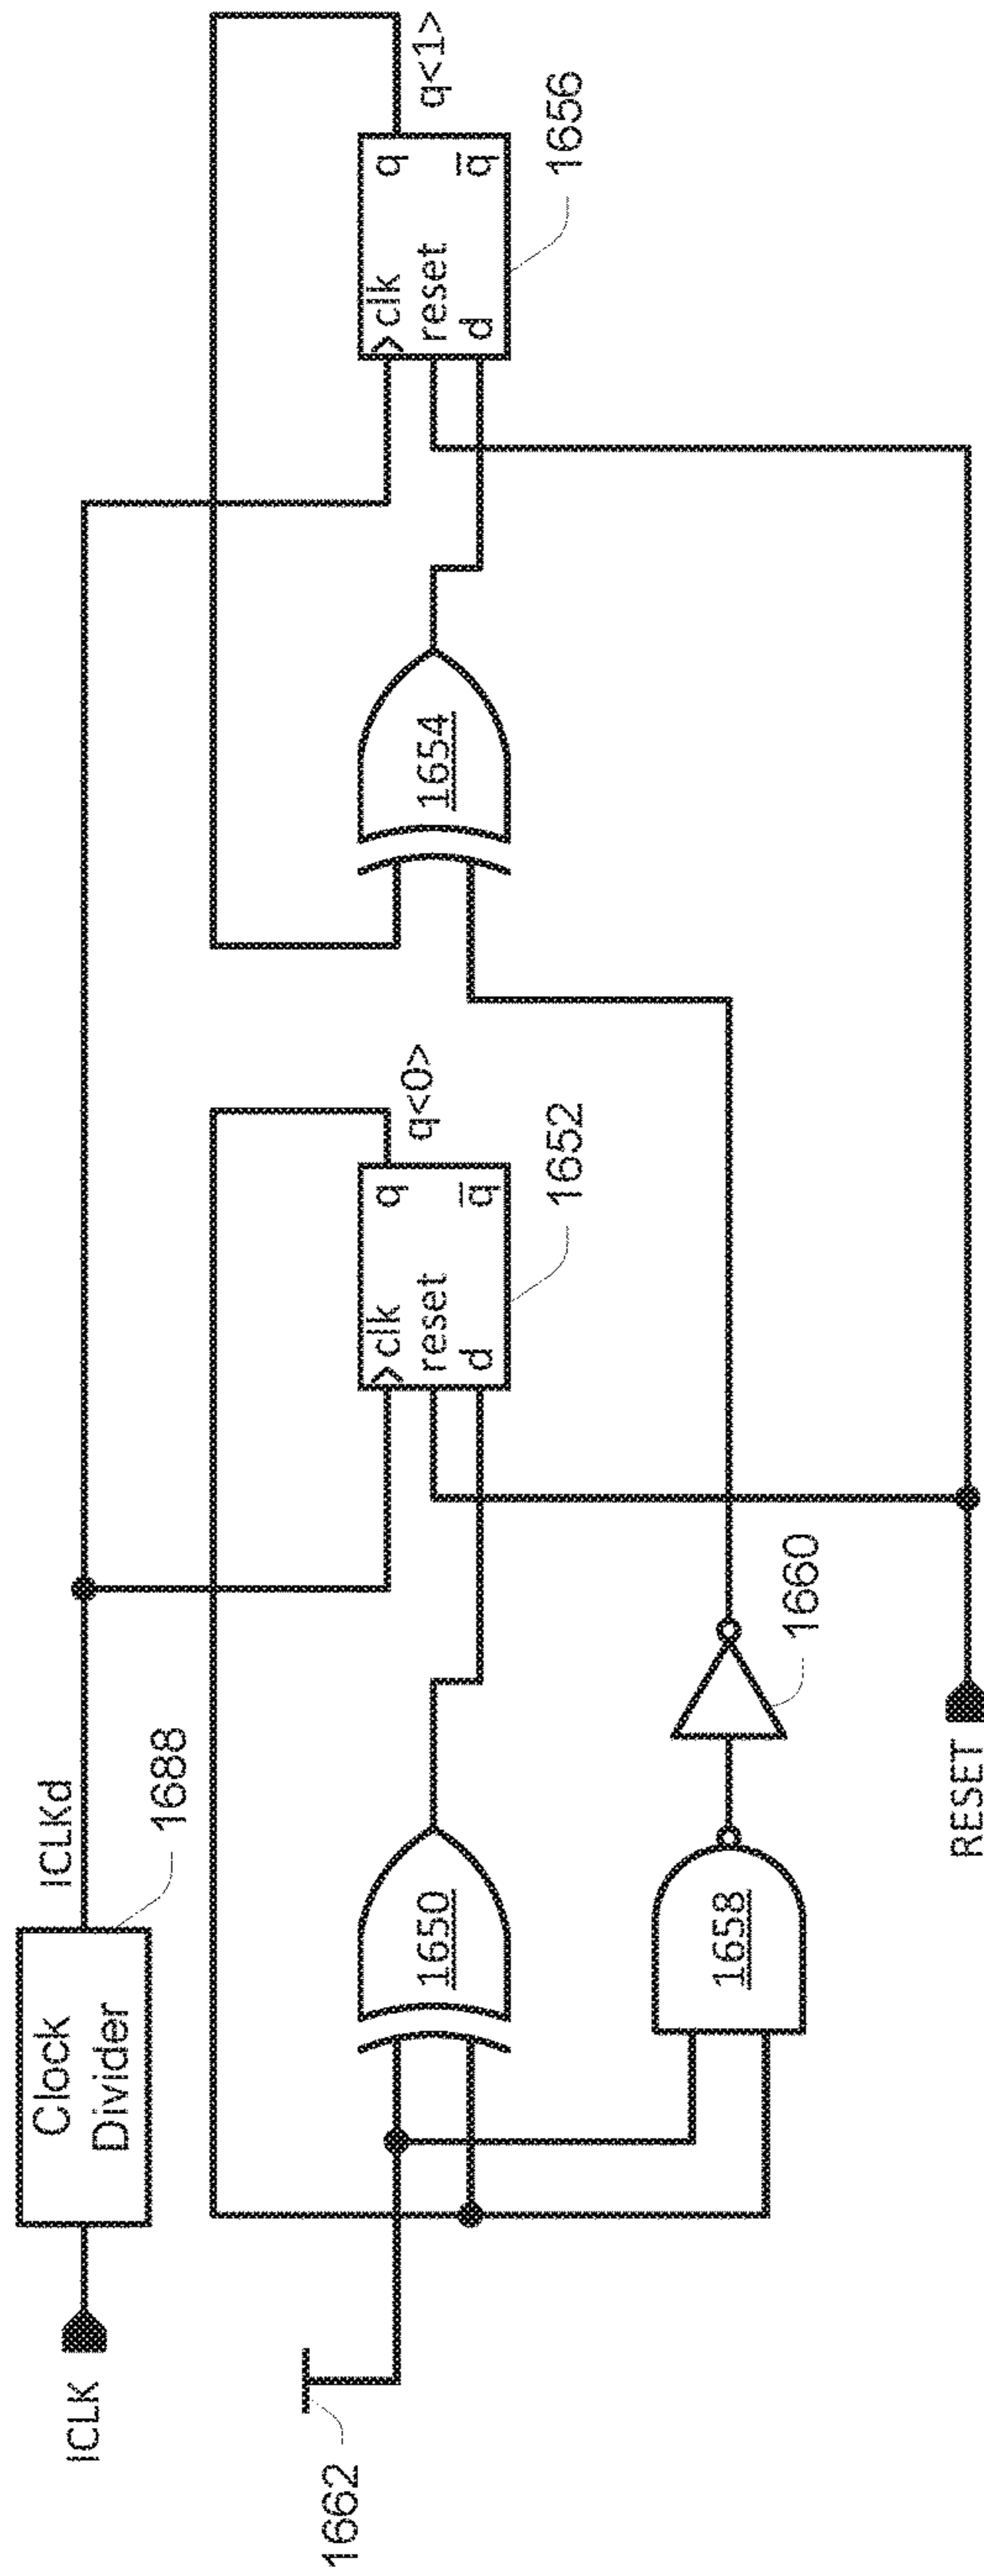 ICLK
Clock
Divider
ICLKd
1688
1662
1650
>clk
reset
d
q
q̅
q<0>
1652
1654
>clk
reset
d
q
q̅
q<1>
1656
1658
1660
RESET